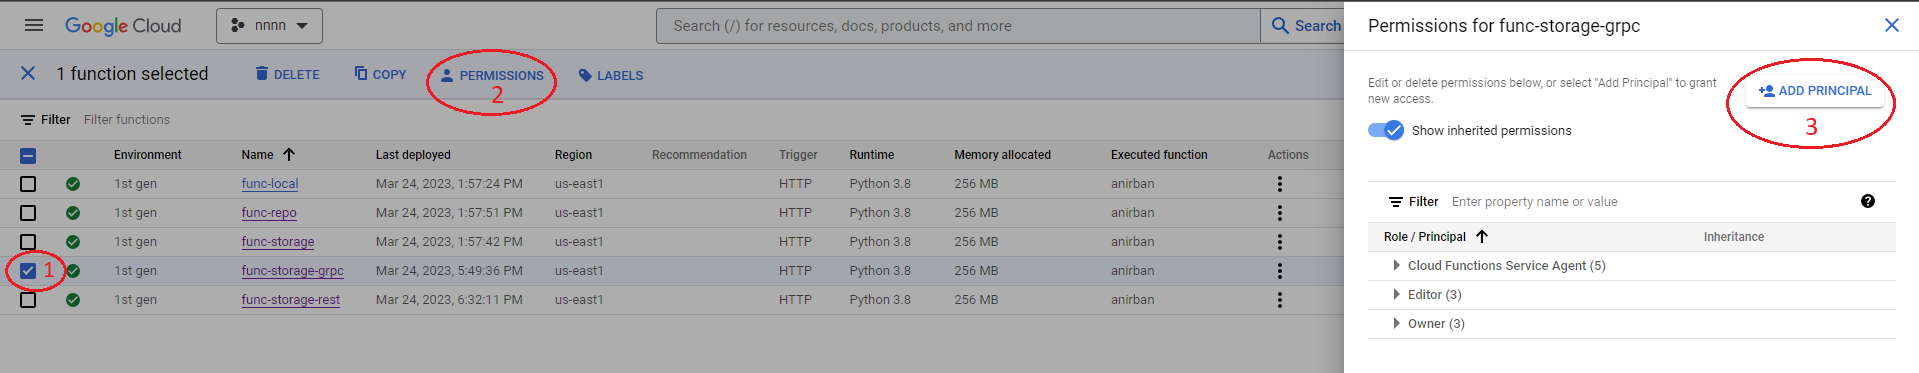 Google Cloud nnnn Search (/) for resources, docs, products, and more Search
1 function selected DELETE COPY PERMISSIONS LABELS
2
Filter Filter functions
Environment Name Last deployed Region Recommendation Trigger Runtime Memory allocated Executed function Actions
1st gen func-local Mar 24, 2023, 1:57:24 PM us-east1 HTTP Python 3.8 256 MB anirban
1st gen func-repo Mar 24, 2023, 1:57:51 PM us-east1 HTTP Python 3.8 256 MB anirban
1st gen func-storage Mar 24, 2023, 1:57:42 PM us-east1 HTTP Python 3.8 256 MB anirban
1 1st gen func-storage-grpc Mar 24, 2023, 5:49:36 PM us-east1 HTTP Python 3.8 256 MB anirban
1st gen func-storage-rest Mar 24, 2023, 6:32:11 PM us-east1 HTTP Python 3.8 256 MB anirban
Permissions for func-storage-grpc
Edit or delete permissions below, or select "Add Principal" to grant
new access.
ADD PRINCIPAL
3
Show inherited permissions
Filter Enter property name or value
Role / Principal Inheritance
Cloud Functions Service Agent (5)
Editor (3)
Owner (3)